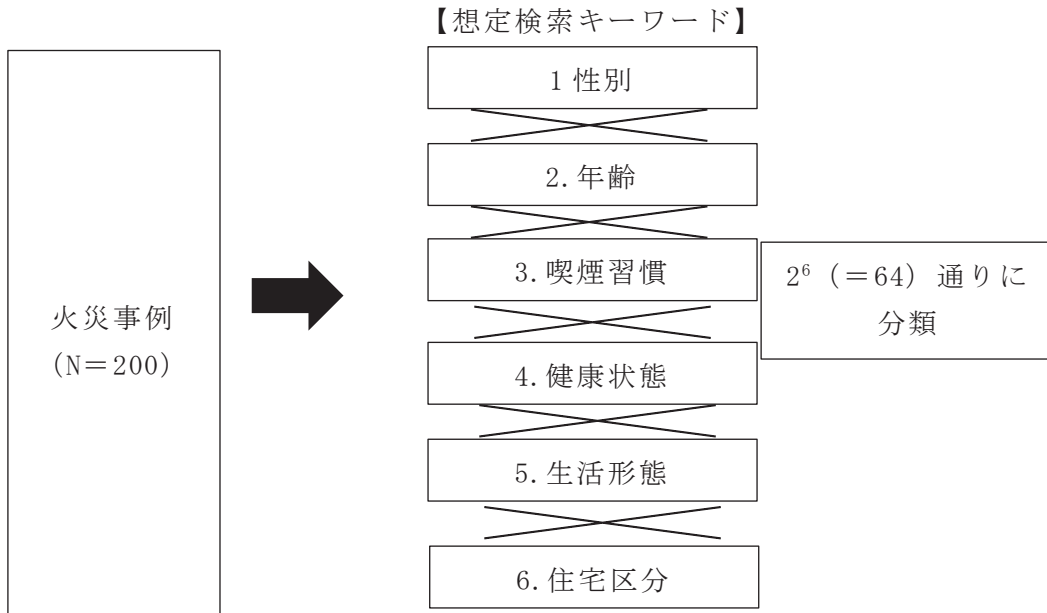 【想定検索キーワード】
1 性別
2.年齢
3.喫煙習慣
4.健康状態
5.生活形態
6.住宅区分
火災事例
(N=200)
2⁶(=64)通りに
分類